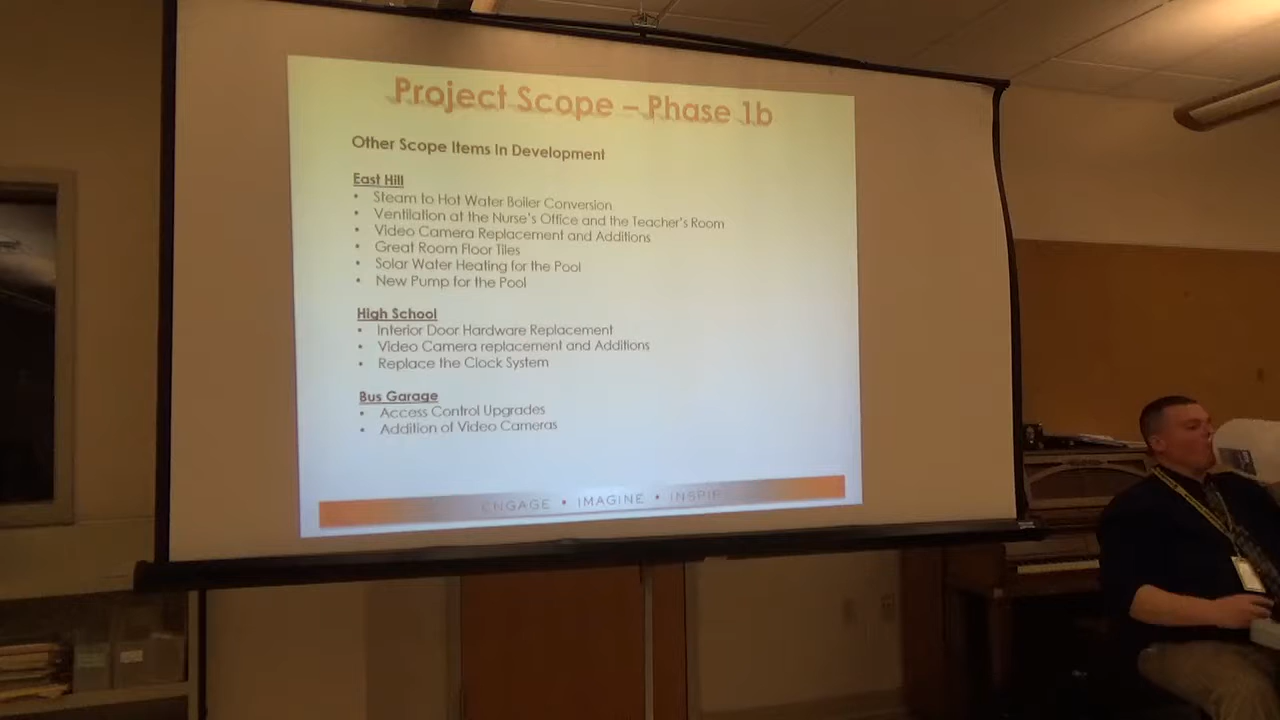 Project Scope – Phase 1b
Other Scope Items In Development
East Hill
• Steam to Hot Water Boiler Conversion
• Ventilation at the Nurse's Office and the Teacher's Room
• Video Camera Replacement and Additions
• Great Room Floor Tiles
• Solar Water Heating for the Pool
• New Pump for the Pool
High School
• Interior Door Hardware Replacement
• Video Camera replacement and Additions
• Replace the Clock System
Bus Garage
• Access Control Upgrades
• Addition of Video Cameras
ENGAGE • IMAGINE • INSPIRE